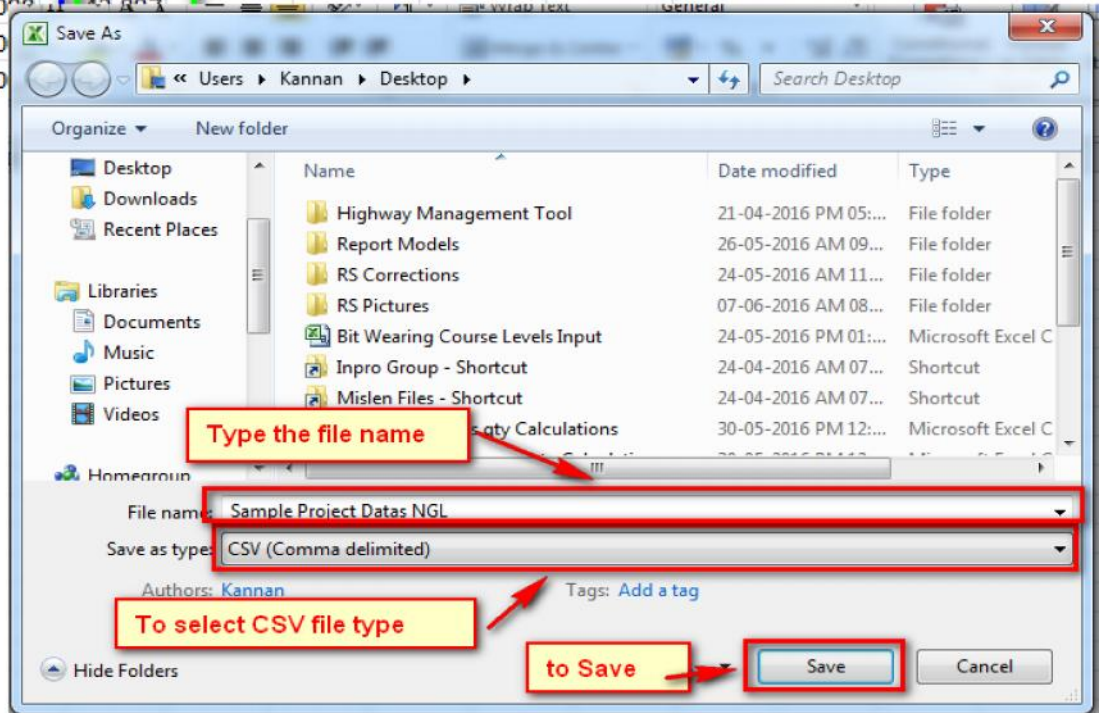 Wrap Text
General
Save As
« Users Kannan Desktop
Search Desktop
Organize New folder
Name Date modified Type
Desktop
Downloads
Recent Places
Libraries
Documents
Music
Pictures
Videos
Homegroup
Highway Management Tool 21-04-2016 PM 05:... File folder
Report Models 26-05-2016 AM 09... File folder
RS Corrections 24-05-2016 AM 11... File folder
RS Pictures 07-06-2016 AM 08... File folder
Bit Wearing Course Levels Input 24-05-2016 PM 01:... Microsoft Excel C
Inpro Group - Shortcut 24-04-2016 AM 07... Shortcut
Mislen Files - Shortcut 24-04-2016 AM 07... Shortcut
qty Calculations 30-05-2016 PM 12:... Microsoft Excel C
Type the file name
File name: Sample Project Datas NGL
Save as type: CSV (Comma delimited)
Authors: Kannan Tags: Add a tag
To select CSV file type
to Save
Hide Folders Save Cancel